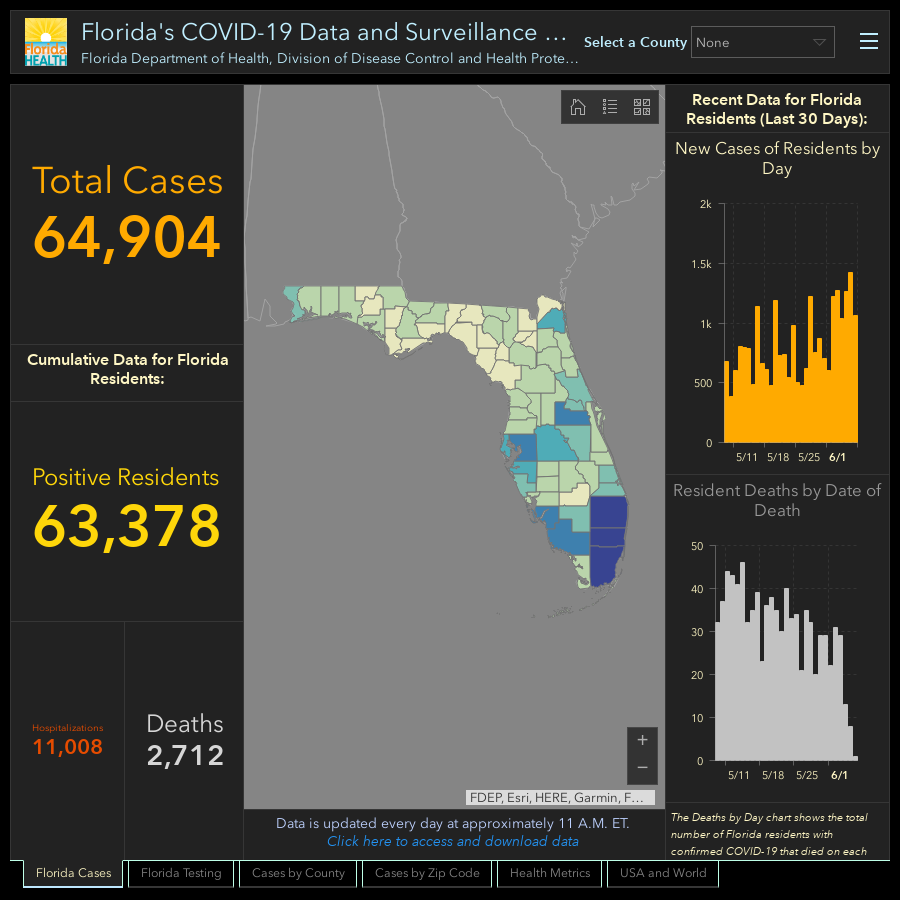 Florida
HEALTH
Florida's COVID-19 Data and Surveillance ...
Florida Department of Health, Division of Disease Control and Health Prote...
Select a County
None
Total Cases
64,904
Cumulative Data for Florida
Residents:
Positive Residents
63,378
Hospitalizations
11,008
Deaths
2,712
FDEP, Esri, HERE, Garmin, F...
Data is updated every day at approximately 11 A.M. ET.
Click here to access and download data
Recent Data for Florida
Residents (Last 30 Days):
New Cases of Residents by
Day
2k
1.5k
1k
500
0
5/11 5/18 5/25 6/1
Resident Deaths by Date of
Death
50
40
30
20
10
0
5/11 5/18 5/25 6/1
The Deaths by Day chart shows the total
number of Florida residents with
confirmed COVID-19 that died on each
Florida Cases
Florida Testing
Cases by County
Cases by Zip Code
Health Metrics
USA and World